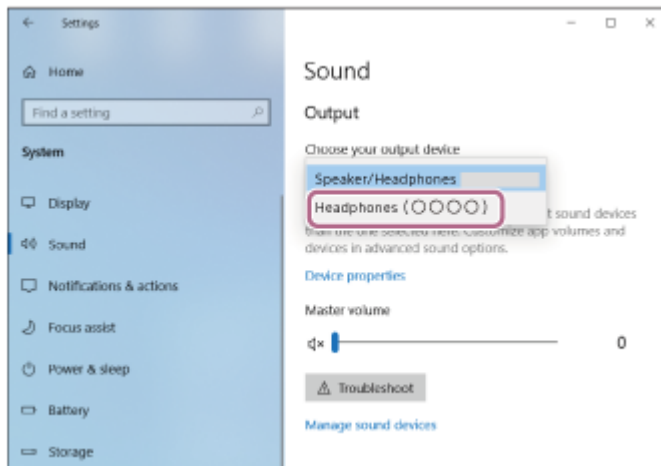 Settings
Home
Find a setting
System
Display
Sound
Notifications & actions
Focus assist
Power & sleep
Battery
Storage
Sound
Output
Choose your output device
Speaker/Headphones
Headphones (○○○○)
t sound devices
than the one selected here. Customize app volumes and
devices in advanced sound options.
Device properties
Master volume
0
Troubleshoot
Manage sound devices